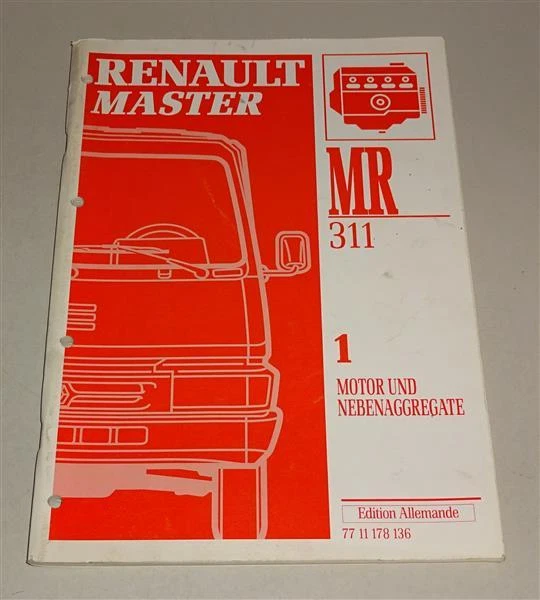 RENAULT
MASTER
MR
311
1
MOTOR UND
NEBENAGGREGATE
Edition Allemande
77 11 178 136